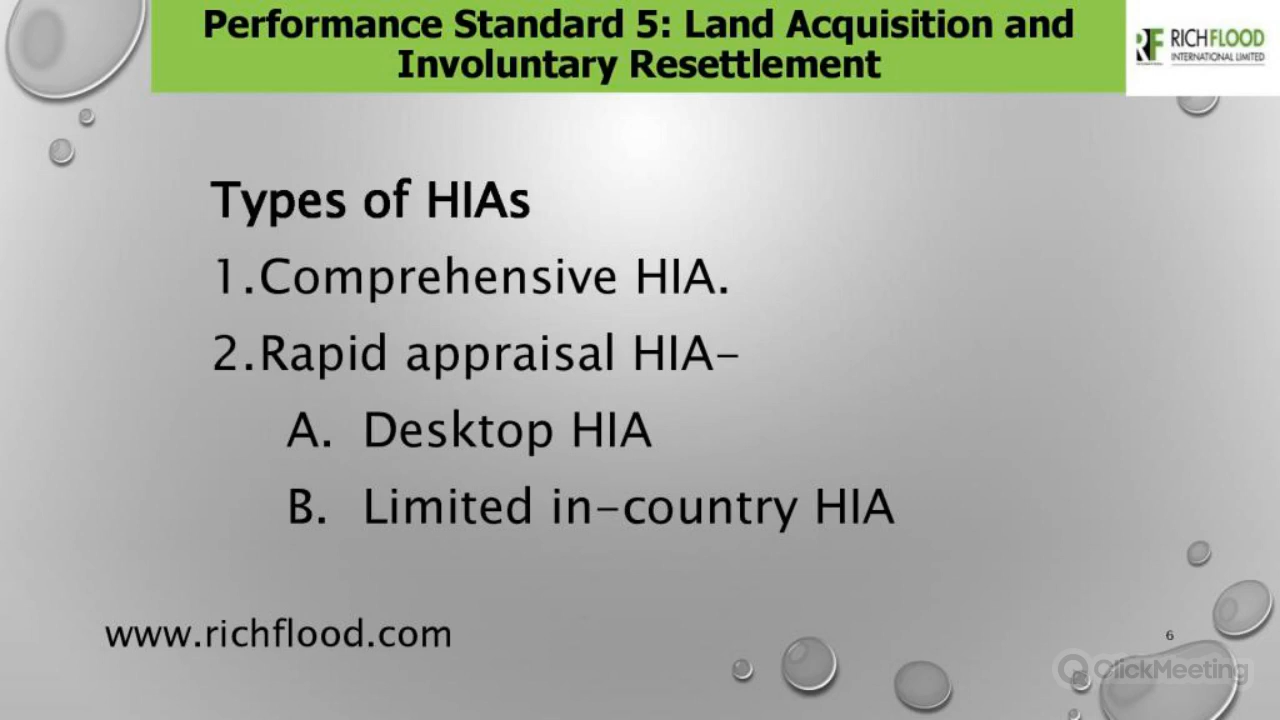 Performance Standard 5: Land Acquisition and
Involuntary Resettlement
RF RICHFLOOD
INTERNATIONAL LIMITED
Types of HIAs
1.Comprehensive HIA.
2.Rapid appraisal HIA-
A. Desktop HIA
B. Limited in-country HIA
www.richflood.com
6
ClickMeeting